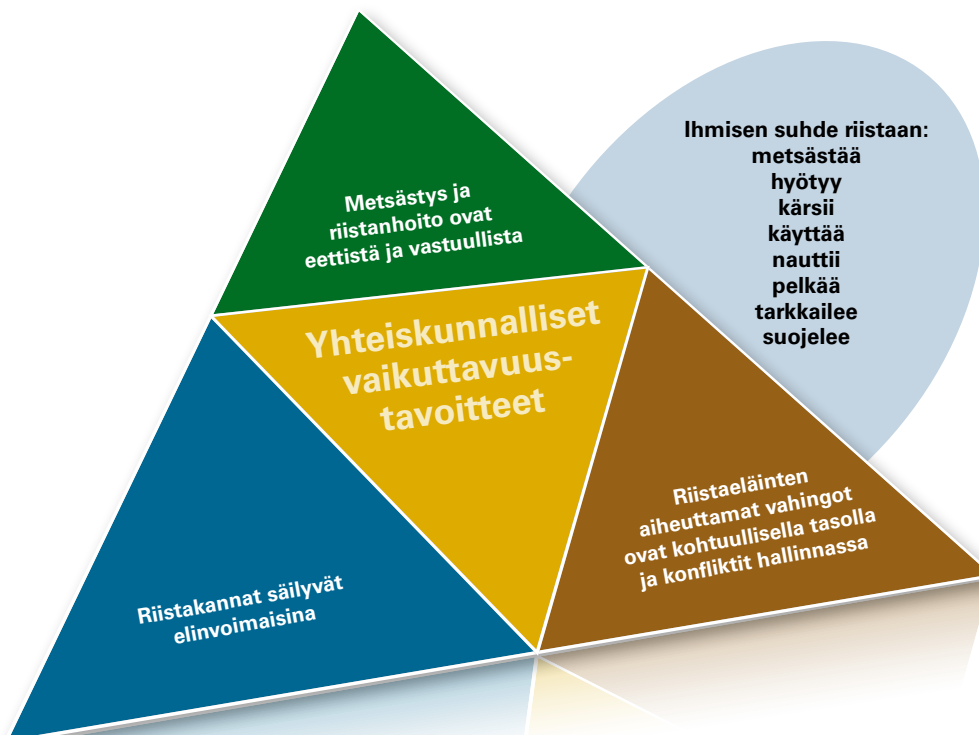 Metsästys ja
riistanhoito ovat
eettistä ja vastuullista
Ihmisen suhde riistaan:
metsästää
hyötyy
kärsii
käyttää
nauttii
pelkää
tarkkailee
suojelee
Yhteiskunnalliset
vaikuttavuus-
tavoitteet
Riistakannat säilyvät
elinvoimaisina
Riistaeläinten
aiheuttamat vahingot
ovat kohtuullisella tasolla
ja konfliktit hallinnassa